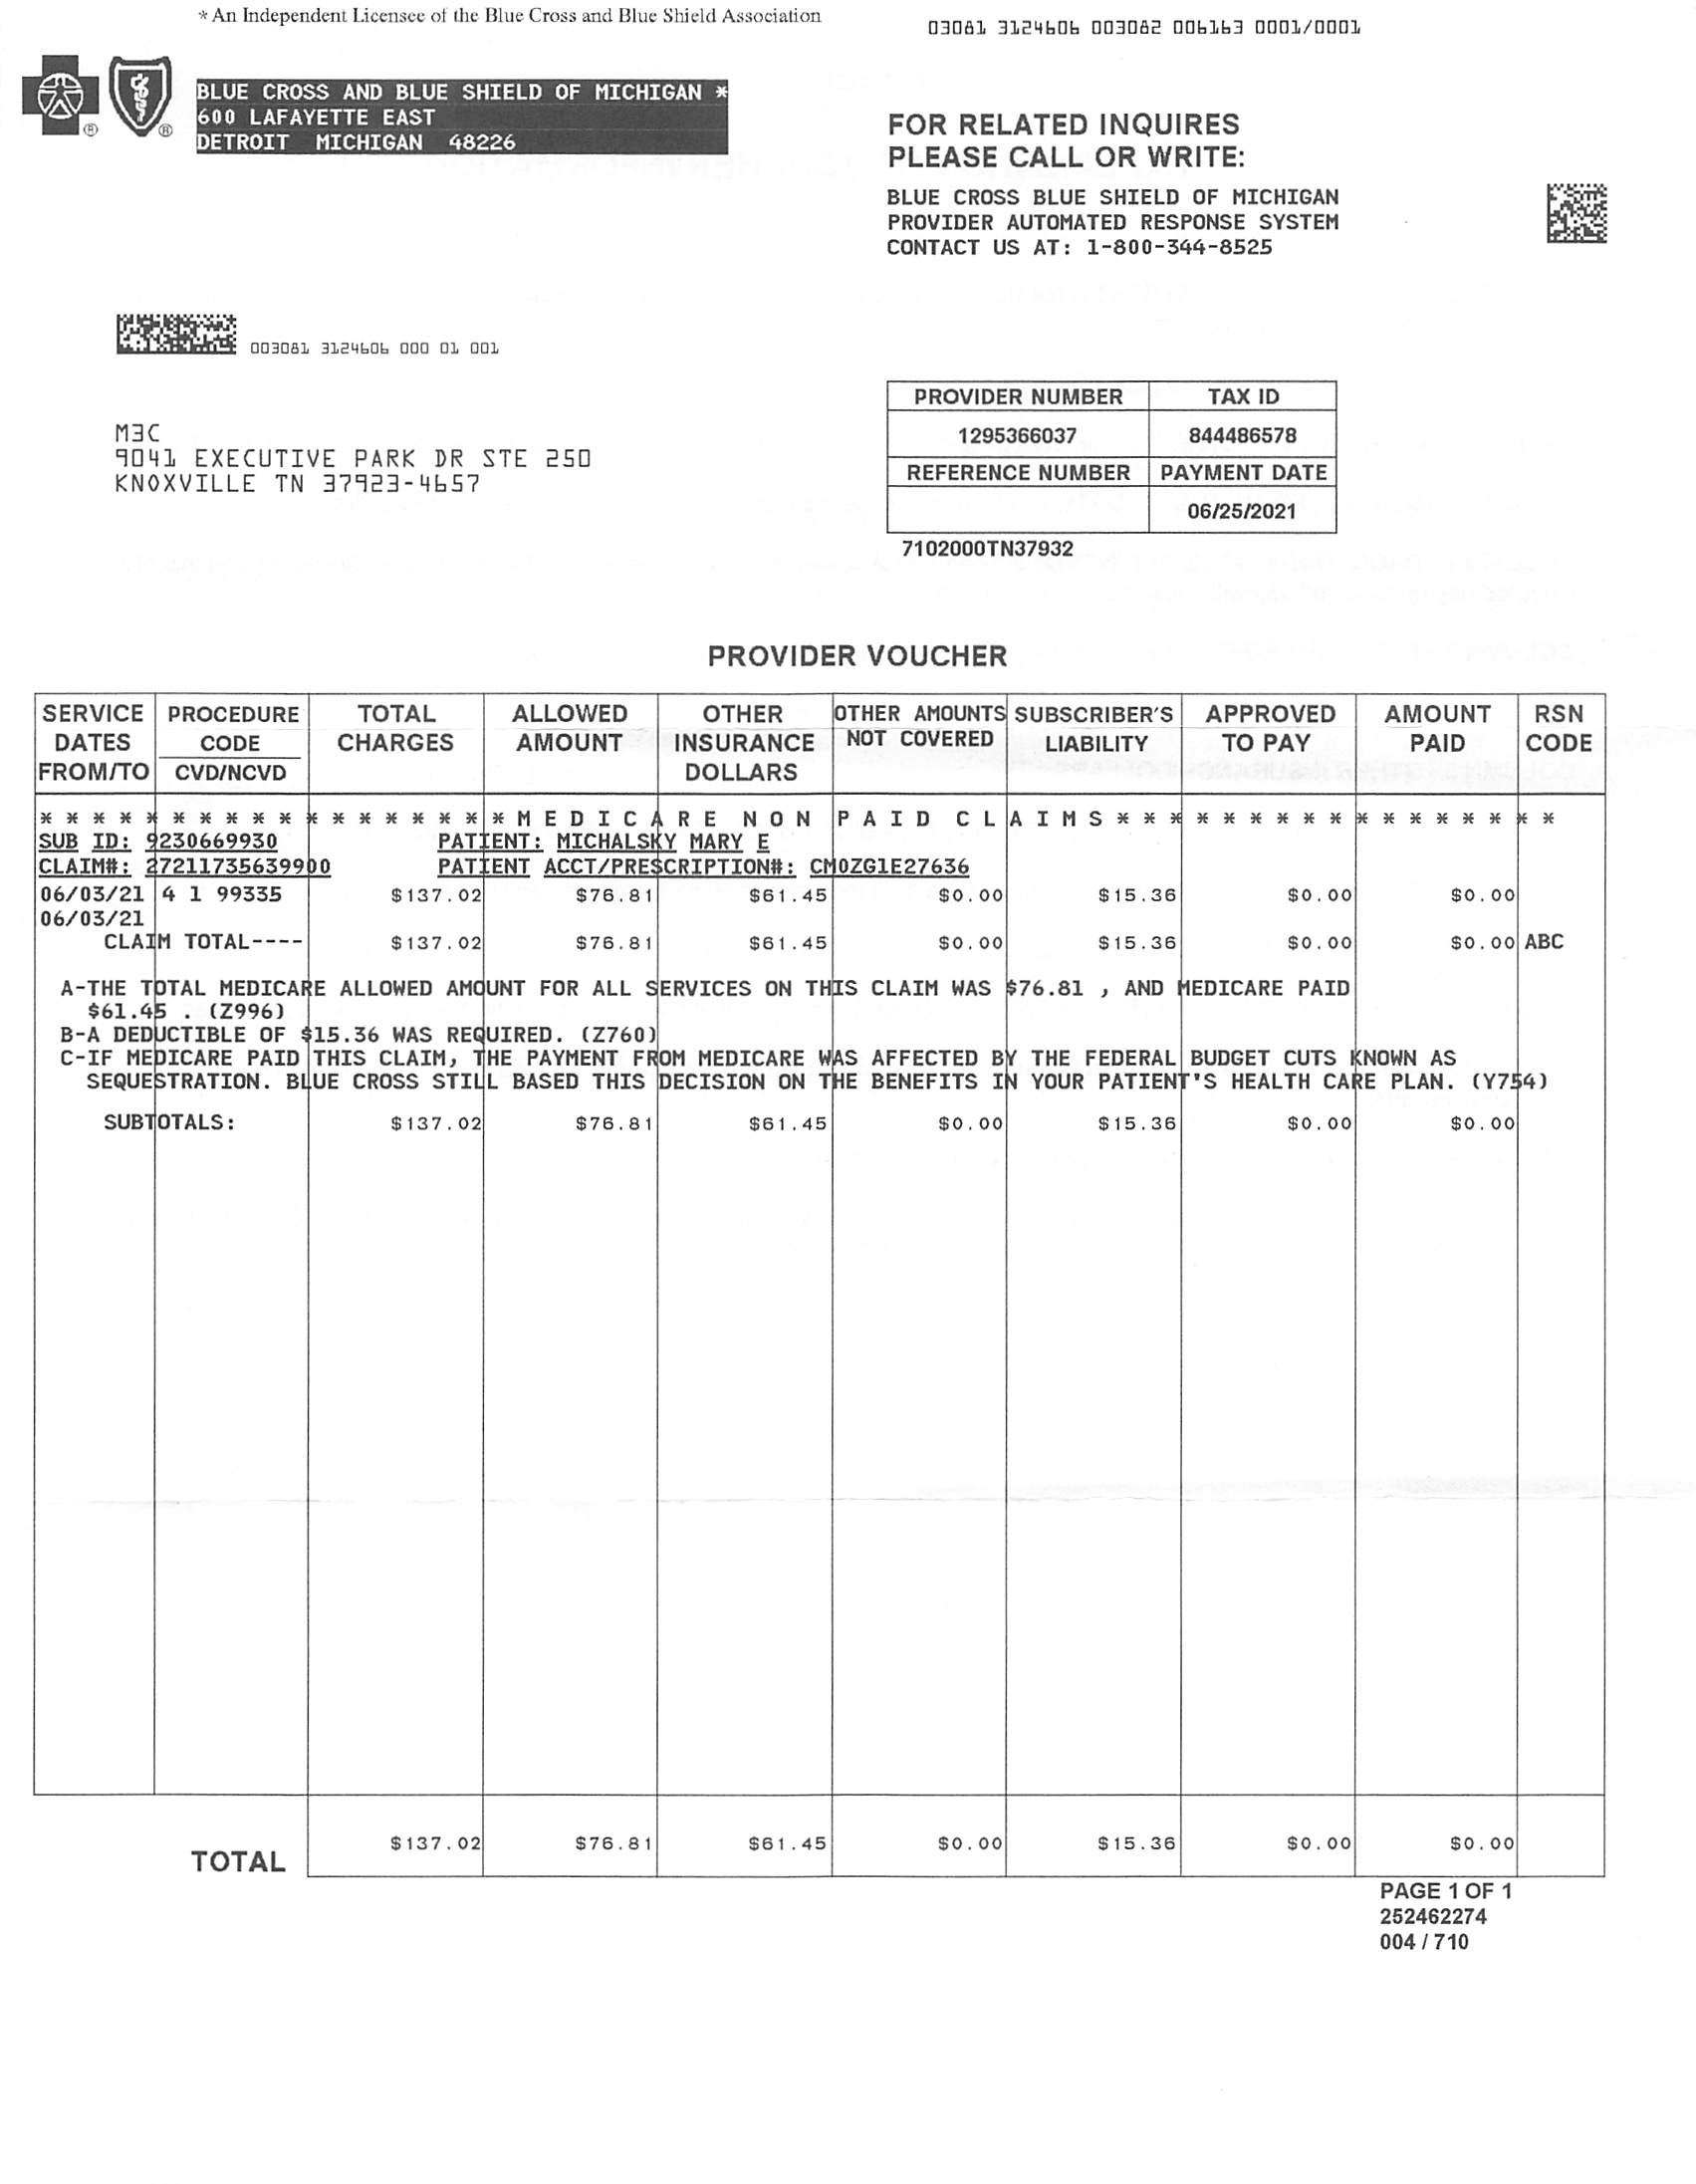 * An Independent Licensee of the Blue Cross and Blue Shield Association
03081 3124606 003082 006163 0001/0001
BLUE CROSS AND BLUE SHIELD OF MICHIGAN *
600 LAFAYETTE EAST
DETROIT MICHIGAN 48226
FOR RELATED INQUIRES
PLEASE CALL OR WRITE:
BLUE CROSS BLUE SHIELD OF MICHIGAN
PROVIDER AUTOMATED RESPONSE SYSTEM
CONTACT US AT: 1-800-344-8525
003081 3124606 000 01 001
M3C
9041 EXECUTIVE PARK DR STE 250
KNOXVILLE TN 37923-4657
PROVIDER NUMBER TAX ID
1295366037 844486578
REFERENCE NUMBER PAYMENT DATE
06/25/2021
7102000TN37932
PROVIDER VOUCHER
SERVICE DATES FROM/TO PROCEDURE CODE CVD/NCVD TOTAL CHARGES ALLOWED AMOUNT OTHER INSURANCE DOLLARS OTHER AMOUNTS NOT COVERED SUBSCRIBER'S LIABILITY APPROVED TO PAY AMOUNT PAID RSN CODE
* * * * * * * * * * * * * * * * * * M E D I C A R E N O N P A I D C L A I M S * * * * * * * * * * * * * * * * *
SUB ID: 9230669930 PATIENT: MICHALSKY MARY E
CLAIM#: 27211735639900 PATIENT ACCT/PRESCRIPTION#: CM0ZG1E27636
06/03/21 4 1 99335 $137.02 $76.81 $61.45 $0.00 $15.36 $0.00 $0.00
06/03/21
CLAIM TOTAL---- $137.02 $76.81 $61.45 $0.00 $15.36 $0.00 $0.00 ABC
A-THE TOTAL MEDICARE ALLOWED AMOUNT FOR ALL SERVICES ON THIS CLAIM WAS $76.81 , AND MEDICARE PAID
$61.45 . (Z996)
B-A DEDUCTIBLE OF $15.36 WAS REQUIRED. (Z760)
C-IF MEDICARE PAID THIS CLAIM, THE PAYMENT FROM MEDICARE WAS AFFECTED BY THE FEDERAL BUDGET CUTS KNOWN AS
SEQUESTRATION. BLUE CROSS STILL BASED THIS DECISION ON THE BENEFITS IN YOUR PATIENT'S HEALTH CARE PLAN. (Y754)
SUBTOTALS: $137.02 $76.81 $61.45 $0.00 $15.36 $0.00 $0.00
TOTAL $137.02 $76.81 $61.45 $0.00 $15.36 $0.00 $0.00
PAGE 1 OF 1
252462274
004 / 710